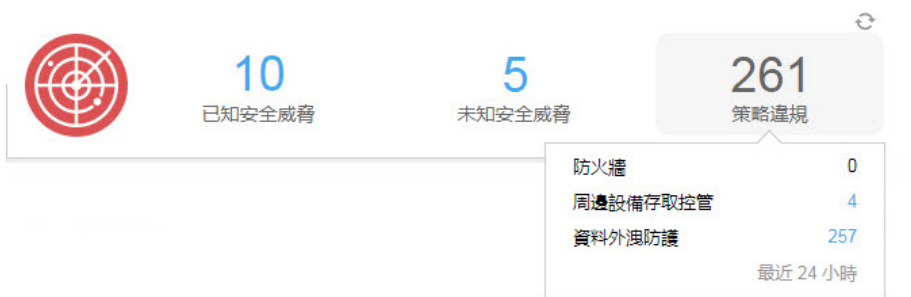 10
已知安全威脅
5
未知安全威脅
261
策略違規
防火牆 0
周邊設備存取控管 4
資料外洩防護 257
最近 24 小時